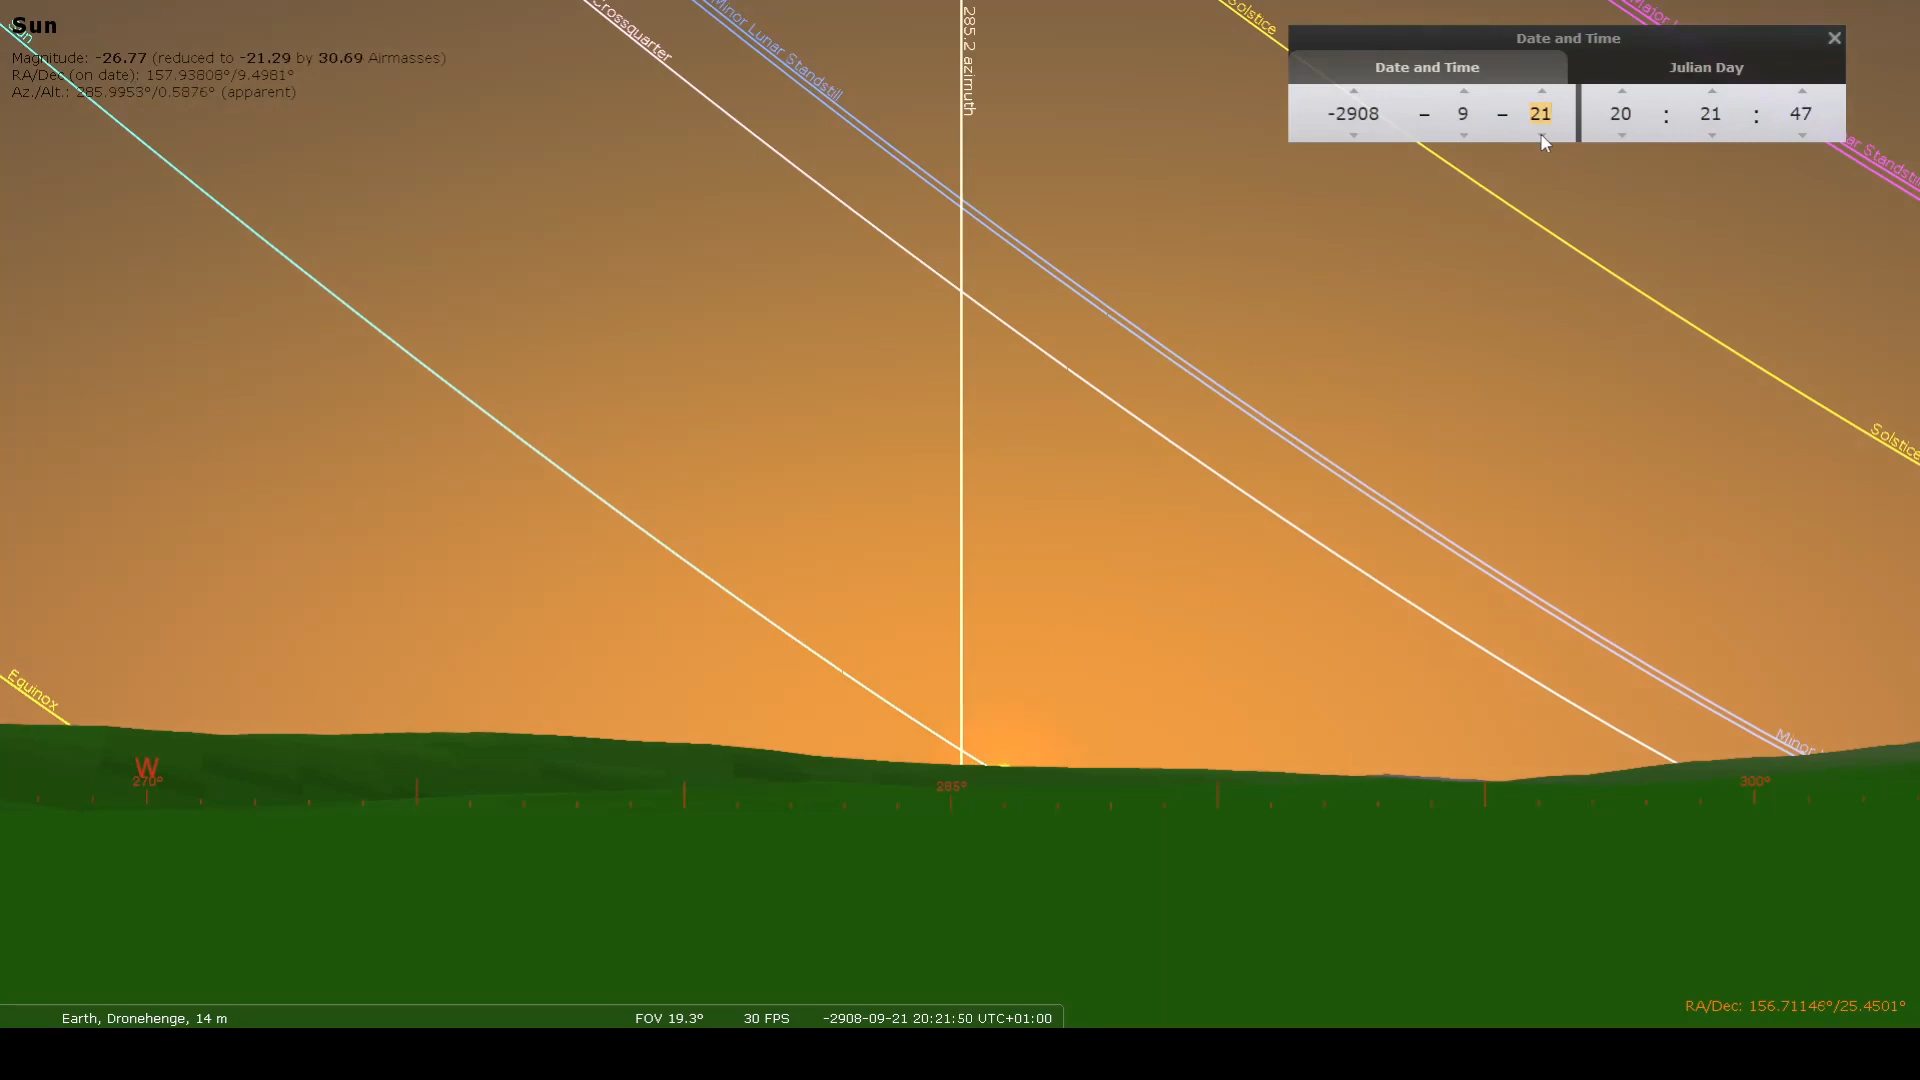 Sun
Magnitude: -26.77 (reduced to -21.29 by 30.69 Airmasses)
RA/Dec (on date): 157.93808°/9.4981°
Az./Alt.: 285.9953°/0.5876° (apparent)
Sun
Crossquarter
Minor Lunar Standstill
285.2 azimuth
Solstice
Major L
Date and Time
Date and Time
Julian Day
-2908 - 9 - 21
20 : 21 : 47
ar Standstill
Solstice
Equinox
Minor L
W
270°
285°
300°
RA/Dec: 156.71146°/25.4501°
Earth, Dronehenge, 14 m
FOV 19.3°
30 FPS
-2908-09-21 20:21:50 UTC+01:00